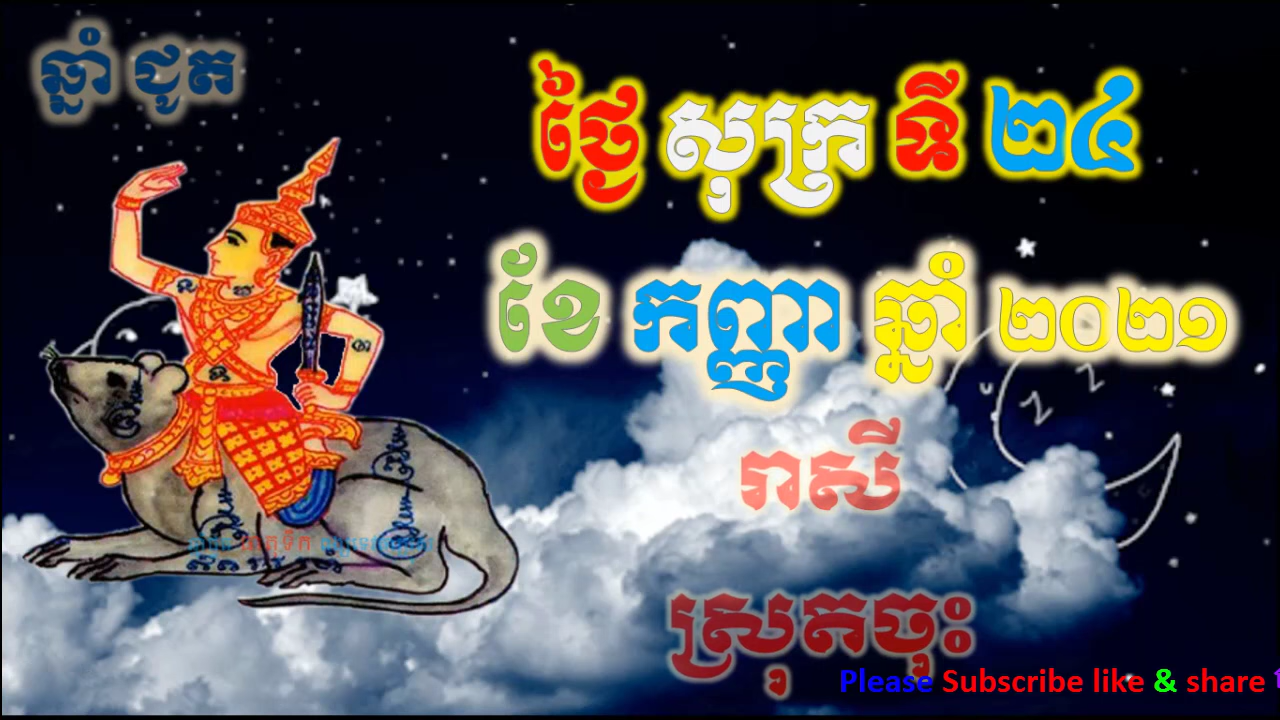 ឆ្នាំ ជូត
ថ្ងៃ សុក្រ ទី ២៤
ខែ កញ្ញា ឆ្នាំ ២០២១
រាសី
ស្រុតចុះ
Please Subscribe like & share